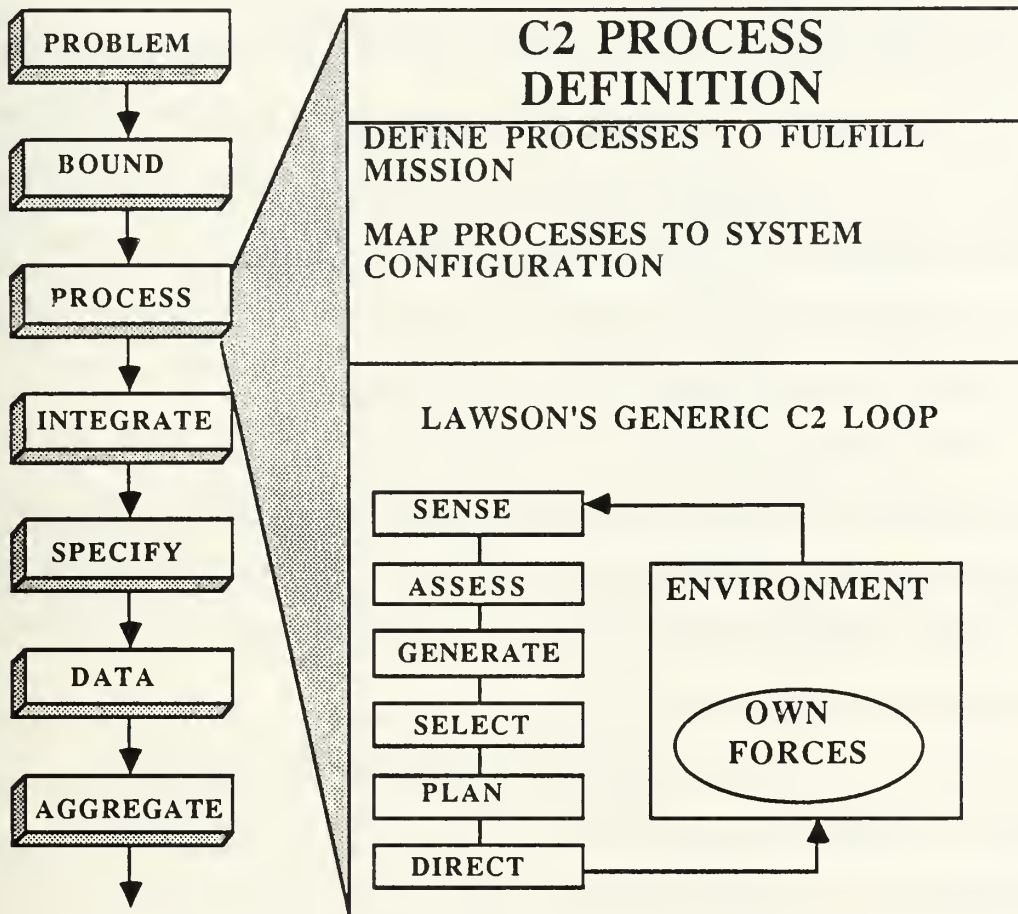 PROBLEM
BOUND
PROCESS
INTEGRATE
SPECIFY
DATA
AGGREGATE
C2 PROCESS
DEFINITION
DEFINE PROCESSES TO FULFILL
MISSION
MAP PROCESSES TO SYSTEM
CONFIGURATION
LAWSON'S GENERIC C2 LOOP
SENSE
ASSESS
GENERATE
SELECT
PLAN
DIRECT
ENVIRONMENT
OWN
FORCES